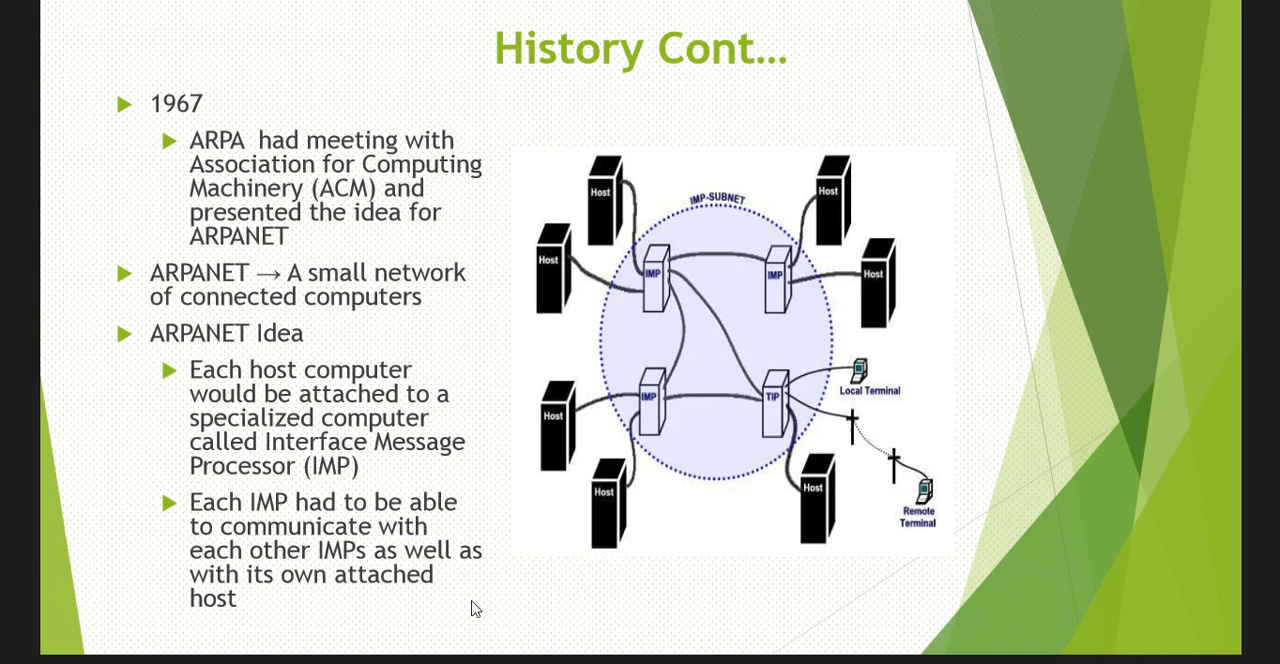 History Cont...
1967
ARPA had meeting with
Association for Computing
Machinery (ACM) and
presented the idea for
ARPANET
ARPANET → A small network
of connected computers
ARPANET Idea
Each host computer
would be attached to a
specialized computer
called Interface Message
Processor (IMP)
Each IMP had to be able
to communicate with
each other IMPs as well as
with its own attached
host
IMP-SUBNET
Host
Host
Host
Host
IMP
IMP
IMP
TIP
Host
Host
Host
Local Terminal
Remote
Terminal